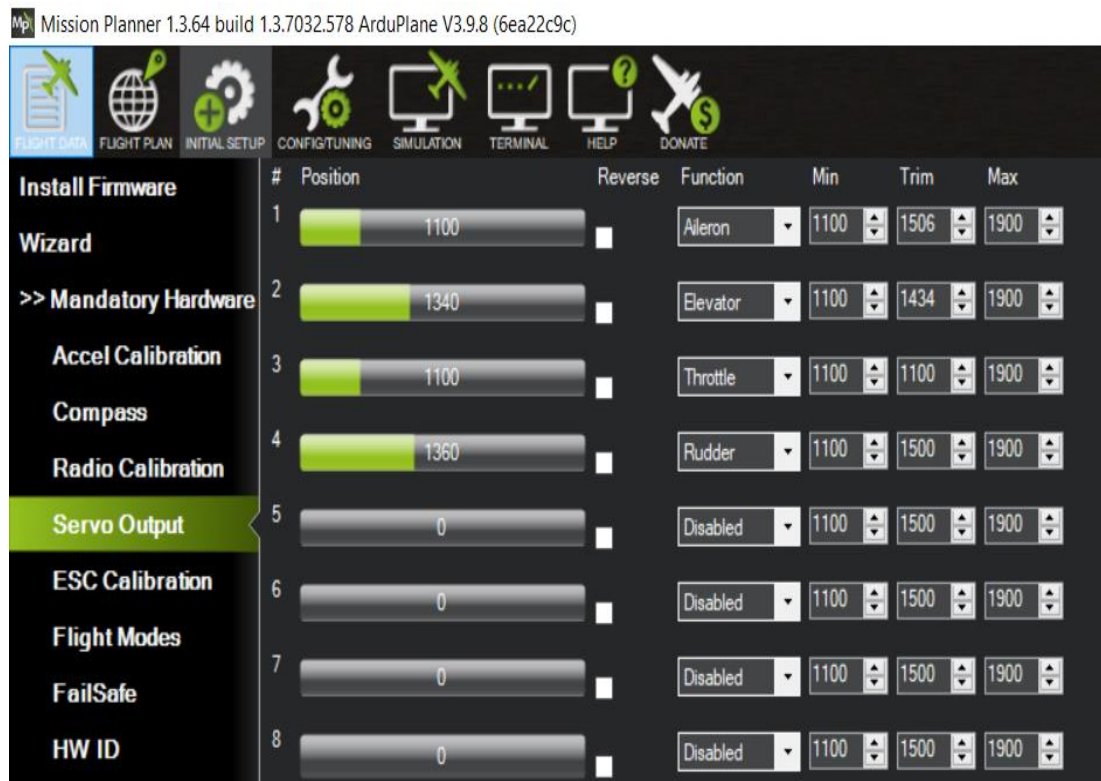 Mission Planner 1.3.64 build 1.3.7032.578 ArduPlane V3.9.8 (6ea22c9c)
FLIGHT DATA FLIGHT PLAN INITIAL SETUP CONFIG/TUNING SIMULATION TERMINAL HELP DONATE
Install Firmware
Wizard
>> Mandatory Hardware
Accel Calibration
Compass
Radio Calibration
Servo Output
ESC Calibration
Flight Modes
FailSafe
HW ID
# Position Reverse Function Min Trim Max
1 1100 Aileron 1100 1506 1900
2 1340 Elevator 1100 1434 1900
3 1100 Throttle 1100 1100 1900
4 1360 Rudder 1100 1500 1900
5 0 Disabled 1100 1500 1900
6 0 Disabled 1100 1500 1900
7 0 Disabled 1100 1500 1900
8 0 Disabled 1100 1500 1900